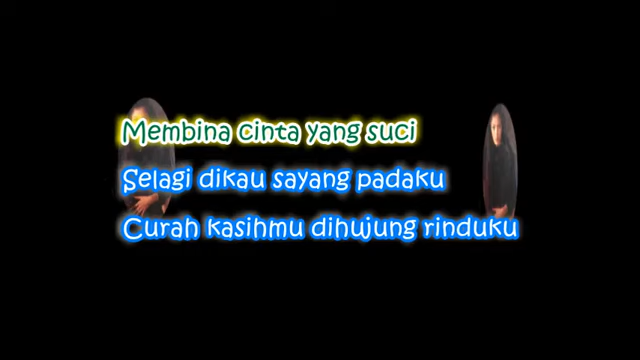 Membina cinta yang suci
Selagi dikau sayang padaku
Curah kasihmu dihujung rinduku